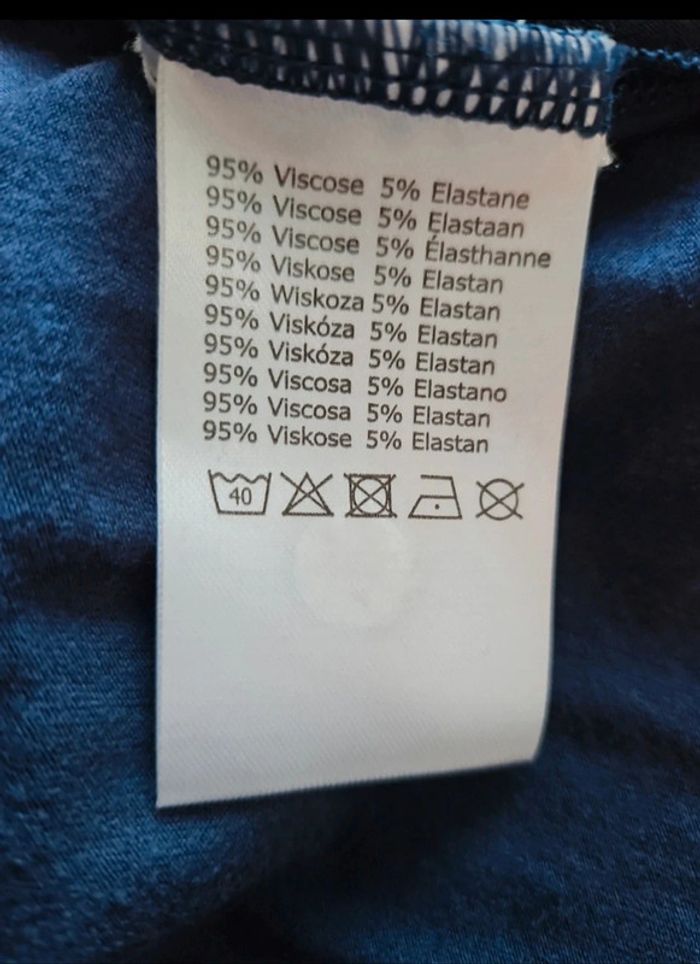 95% Viscose 5% Elastane
95% Viscose 5% Elastaan
95% Viscose 5% Élasthanne
95% Viskose 5% Elastan
95% Wiskoza 5% Elastan
95% Viskóza 5% Elastan
95% Viskóza 5% Elastan
95% Viscosa 5% Elastano
95% Viscosa 5% Elastan
95% Viskose 5% Elastan
40